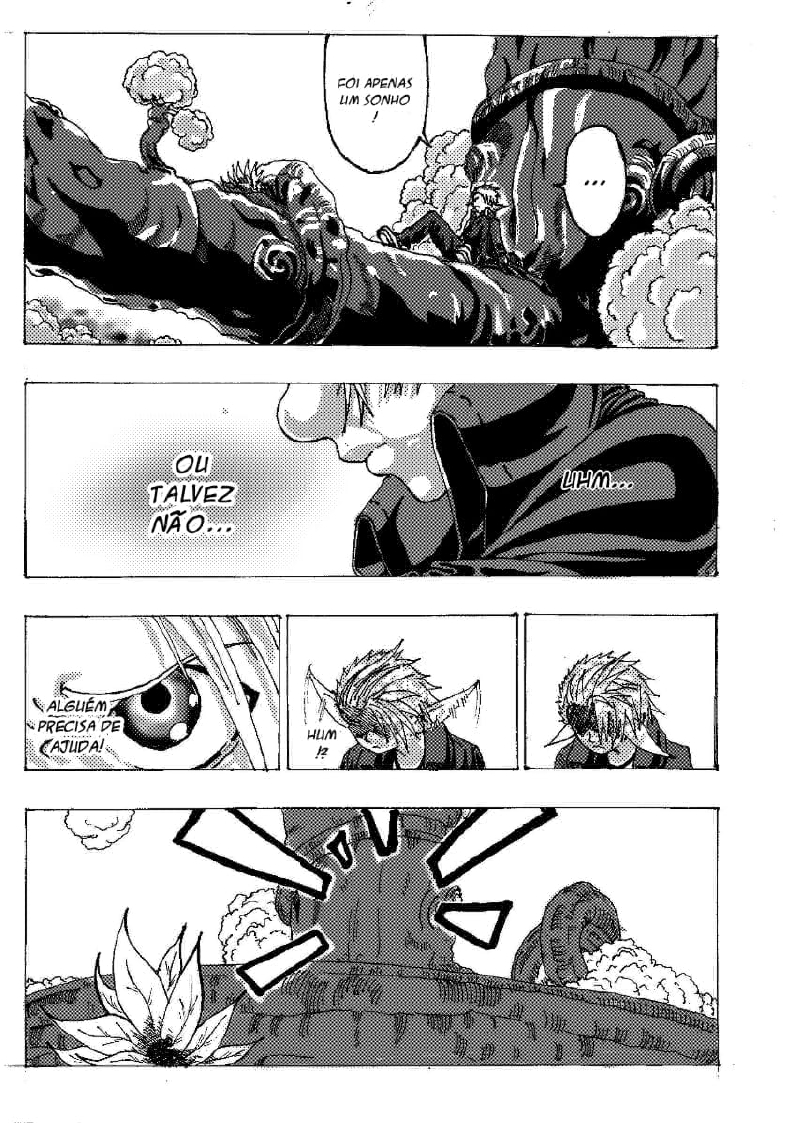 ...
FOI APENAS
UM SONHO
!
UHM...
OU
TALVEZ
NÃO...
HUM
!?
ALGUÉM
PRECISA DE
AJUDA!